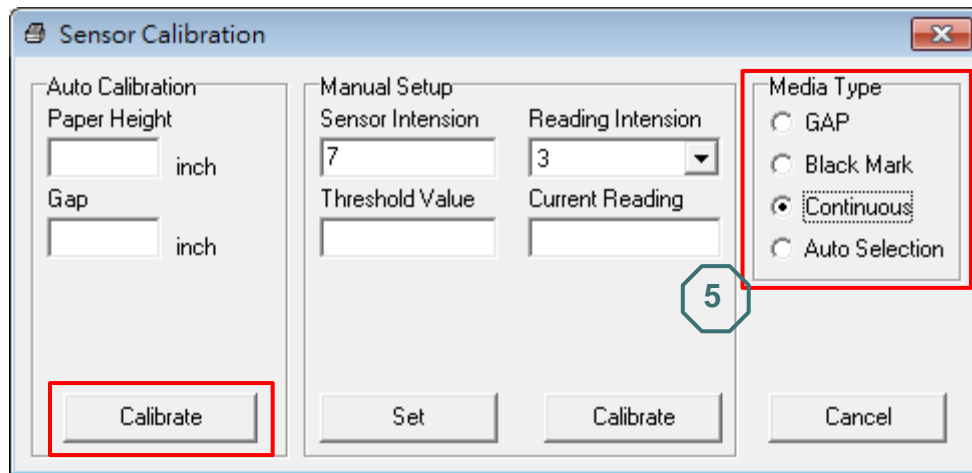 Sensor Calibration
Auto Calibration
Paper Height
inch
Gap
inch
Calibrate
Manual Setup
Sensor Intension
7
Reading Intension
3
Threshold Value
Current Reading
Set
Calibrate
Media Type
GAP
Black Mark
Continuous
Auto Selection
5
Cancel